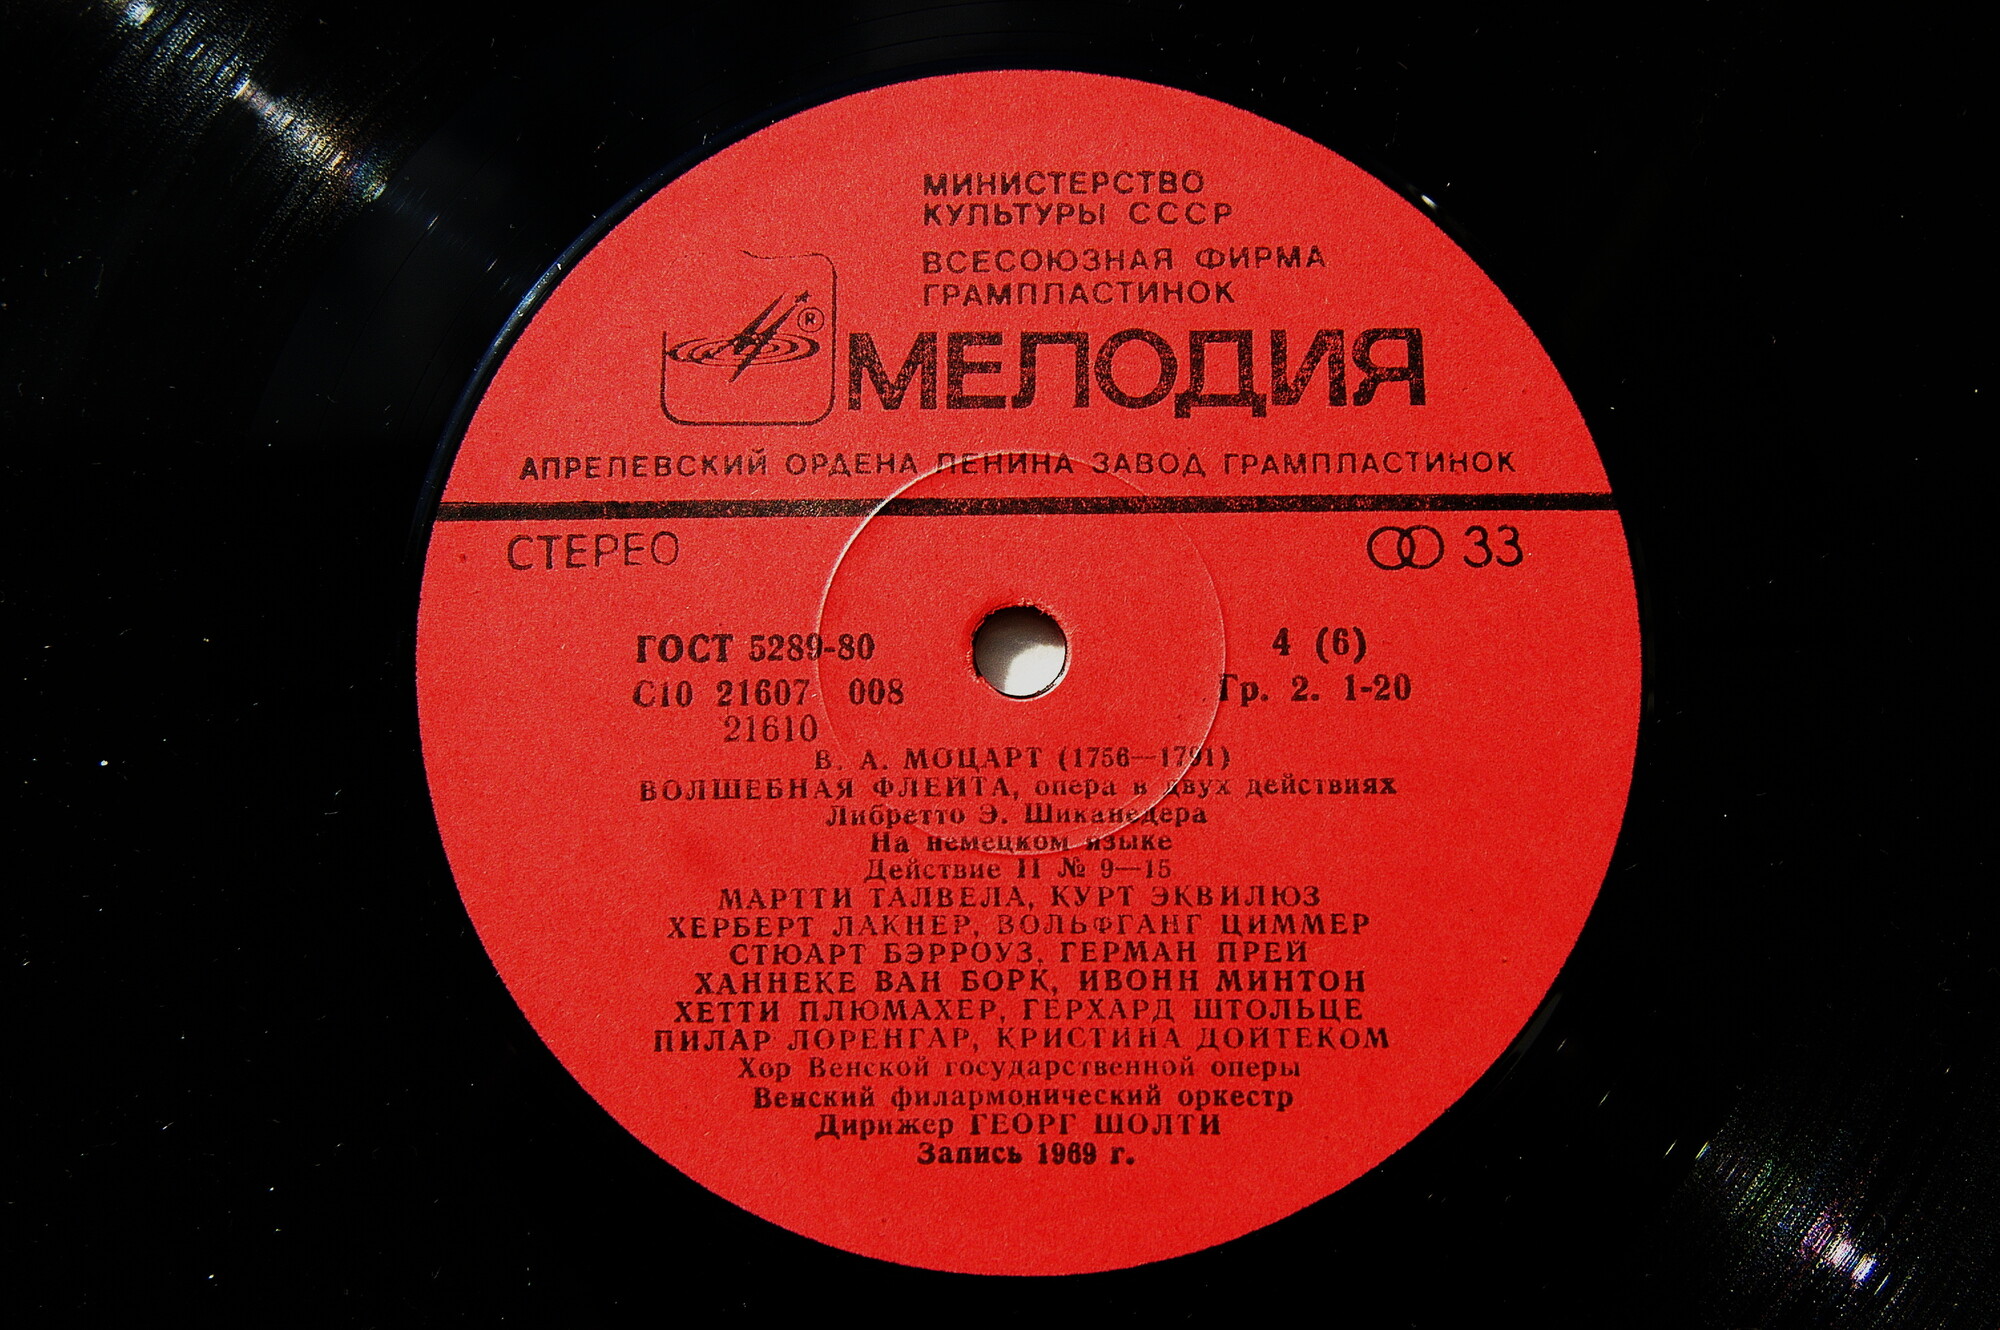 МИНИСТЕРСТВО
КУЛЬТУРЫ СССР
ВСЕСОЮЗНАЯ ФИРМА
ГРАМПЛАСТИНОК
®
МЕЛОДИЯ
АПРЕЛЕВСКИЙ ОРДЕНА ЛЕНИНА ЗАВОД ГРАМПЛАСТИНОК
СТЕРЕО 33
ГОСТ 5289-80 4 (6)
С10 21607 008 Гр. 2. 1-20
21610
В. А. МОЦАРТ (1756—1791)
ВОЛШЕБНАЯ ФЛЕЙТА, опера в двух действиях
Либретто Э. Шиканедера
На немецком языке
Действие II № 9—15
МАРТТИ ТАЛВЕЛА, КУРТ ЭКВИЛЮЗ
ХЕРБЕРТ ЛАКНЕР, ВОЛЬФГАНГ ЦИММЕР
СТЮАРТ БЭРРОУЗ, ГЕРМАН ПРЕЙ
ХАННЕКЕ ВАН БОРК, ИВОНН МИНТОН
ХЕТТИ ПЛЮМАХЕР, ГЕРХАРД ШТОЛЬЦЕ
ПИЛАР ЛОРЕНГАР, КРИСТИНА ДОЙТЕКОМ
Хор Венской государственной оперы
Венский филармонический оркестр
Дирижер ГЕОРГ ШОЛТИ
Запись 1969 г.